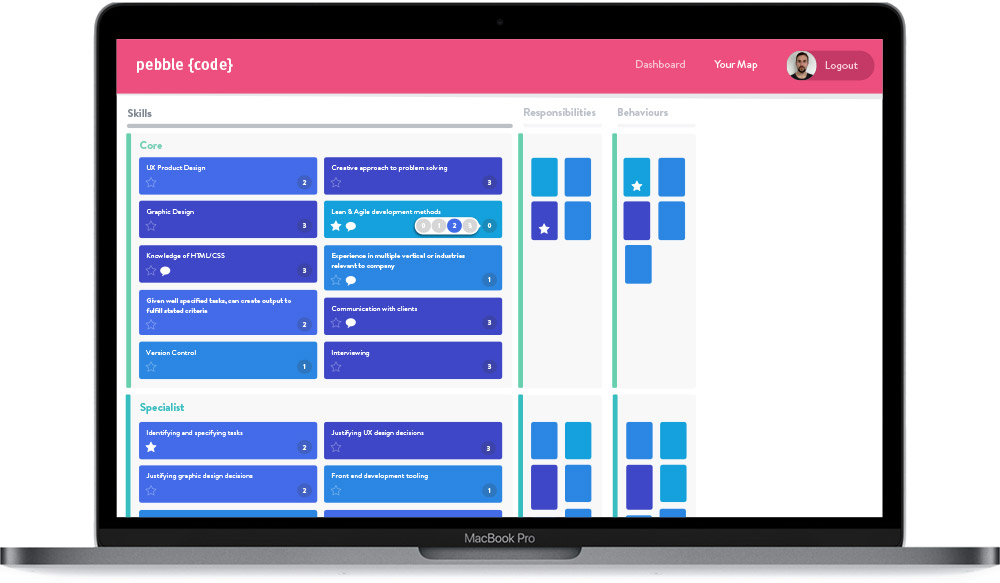 pebble {code}
Dashboard
Your Map
Logout
Skills
Responsibilities
Behaviours
Core
UX Product Design
2
Creative approach to problem solving
3
Graphic Design
3
Lean & Agile development methods
0 1 2 3 0
Knowledge of HTML/CSS
3
Experience in multiple vertical or industries
relevant to company
1
Given well specified tasks, can create output to
fulfill stated criteria
2
Communication with clients
3
Version Control
1
Interviewing
3
Specialist
Identifying and specifying tasks
2
Justifying UX design decisions
3
Justifying graphic design decisions
2
Front end development tooling
1
MacBook Pro